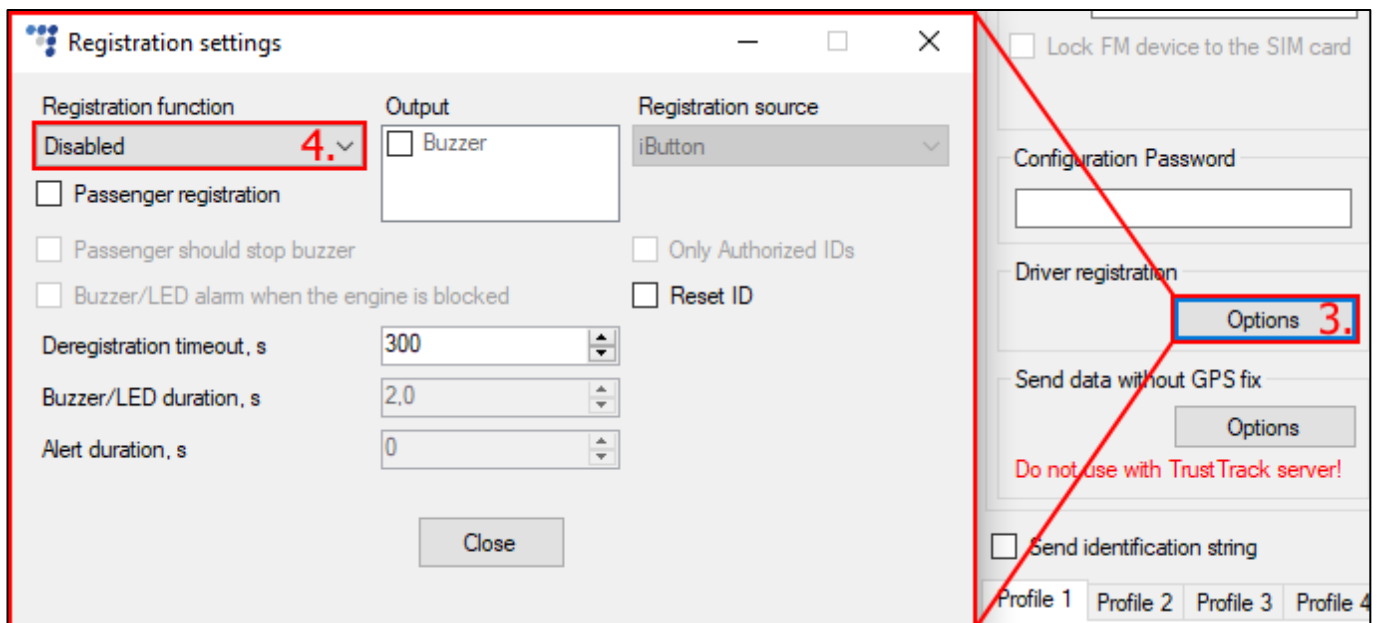 Registration settings
Registration function
Output
Registration source
Disabled
4.
Buzzer
iButton
Passenger registration
Passenger should stop buzzer
Only Authorized IDs
Buzzer/LED alarm when the engine is blocked
Reset ID
Deregistration timeout, s
300
Buzzer/LED duration, s
2,0
Alert duration, s
0
Close
Lock FM device to the SIM card
Configuration Password
Driver registration
Options
3.
Send data without GPS fix
Options
Do not use with TrustTrack server!
Send identification string
Profile 1 Profile 2 Profile 3 Profile 4